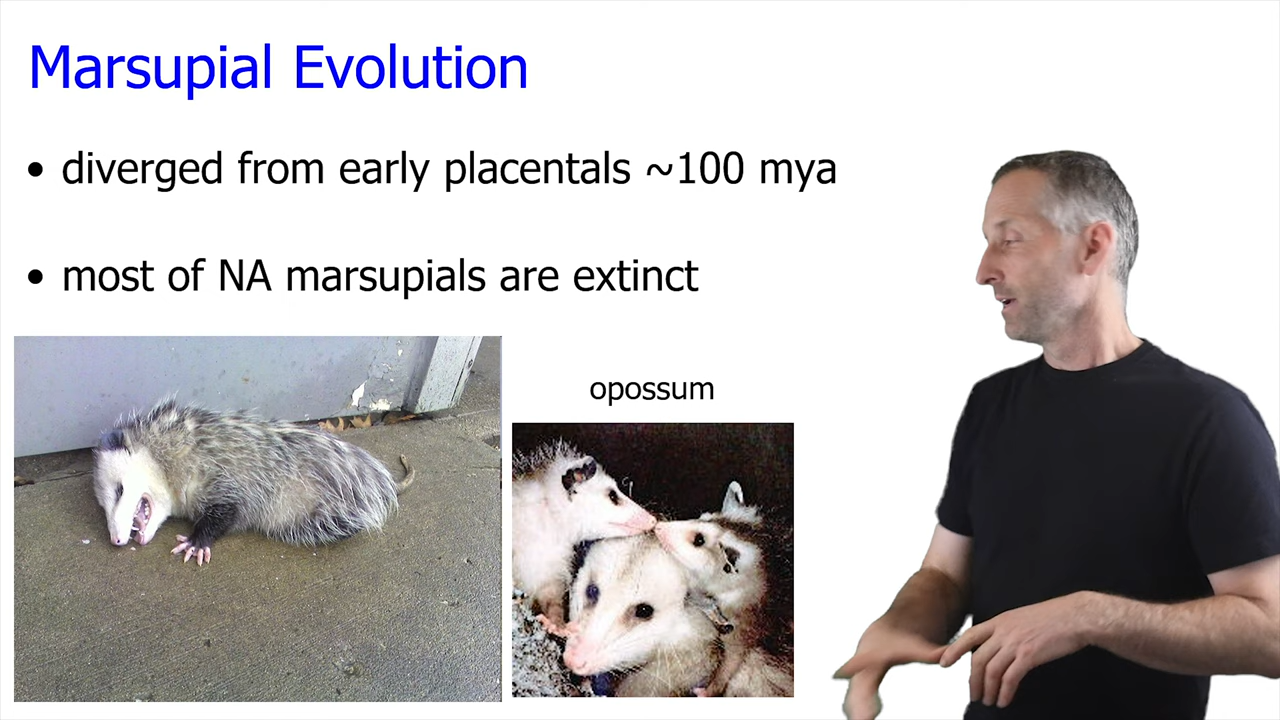 Marsupial Evolution
• diverged from early placentals ~100 mya
• most of NA marsupials are extinct
opossum